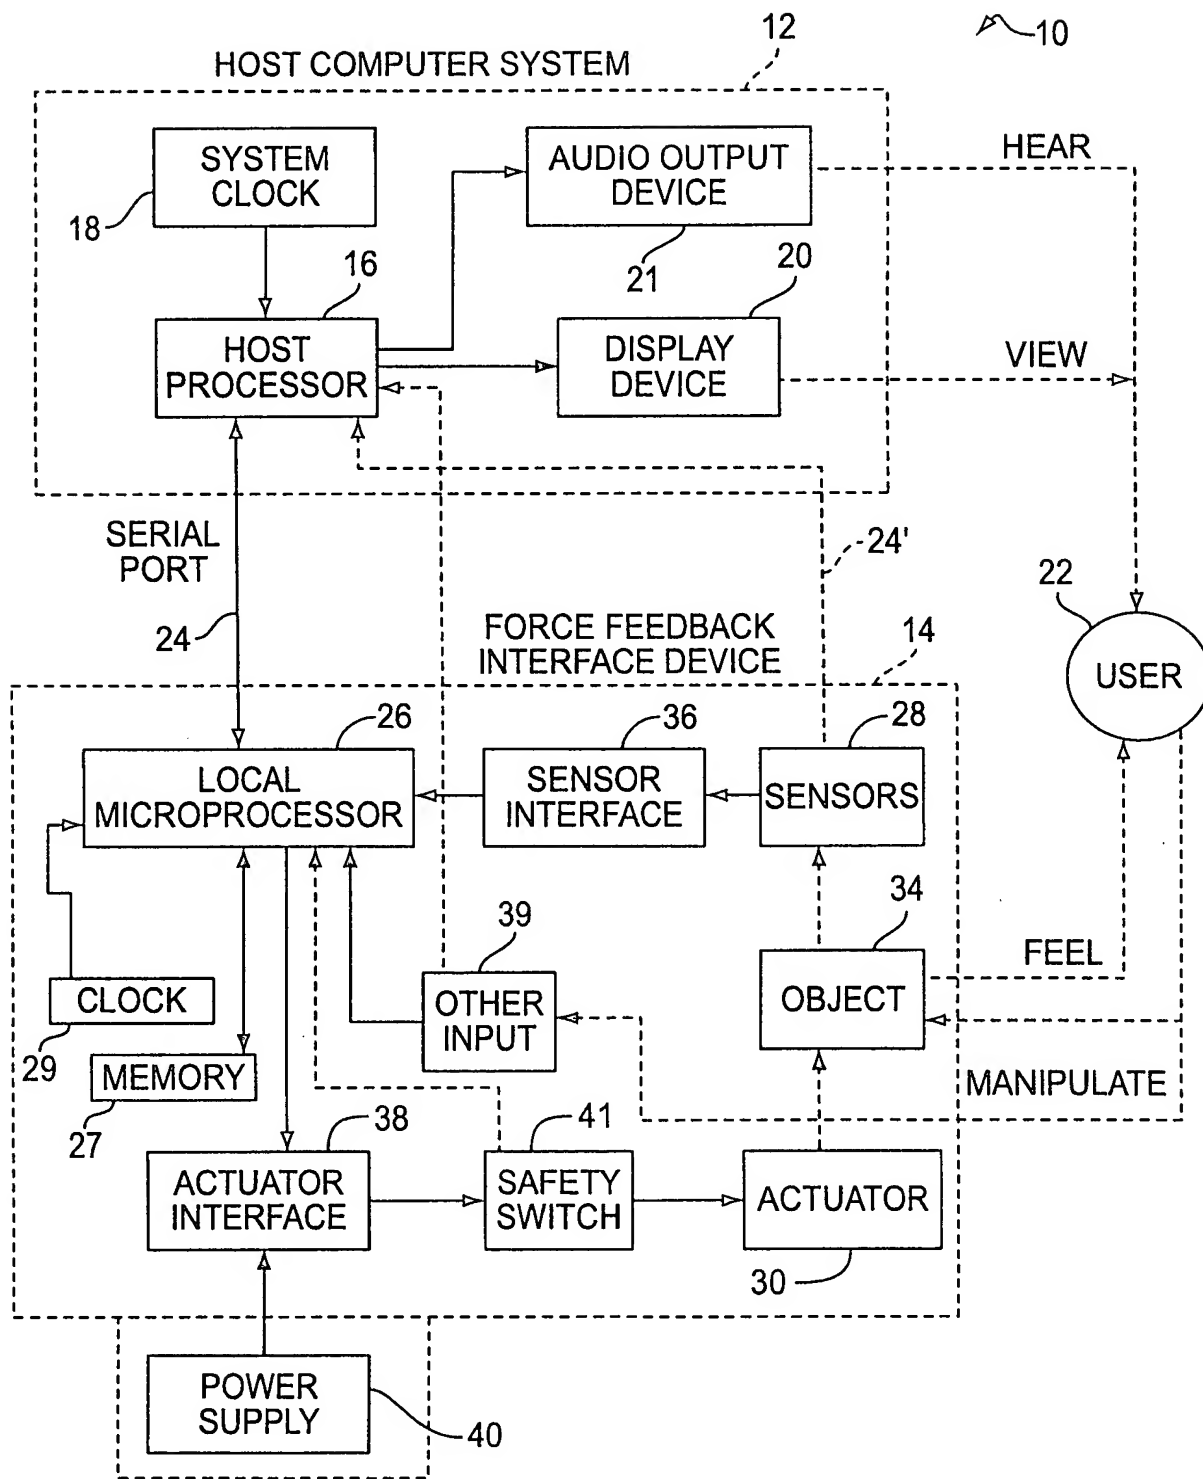 10
12
HOST COMPUTER SYSTEM
SYSTEM
CLOCK
18
AUDIO OUTPUT
DEVICE
21
HEAR
16
HOST
PROCESSOR
20
DISPLAY
DEVICE
VIEW
SERIAL
PORT
24
24'
22
USER
FORCE FEEDBACK
INTERFACE DEVICE
14
26
LOCAL
MICROPROCESSOR
36
SENSOR
INTERFACE
28
SENSORS
34
OBJECT
FEEL
39
OTHER
INPUT
CLOCK
29
MEMORY
27
MANIPULATE
38
ACTUATOR
INTERFACE
41
SAFETY
SWITCH
ACTUATOR
30
POWER
SUPPLY
40